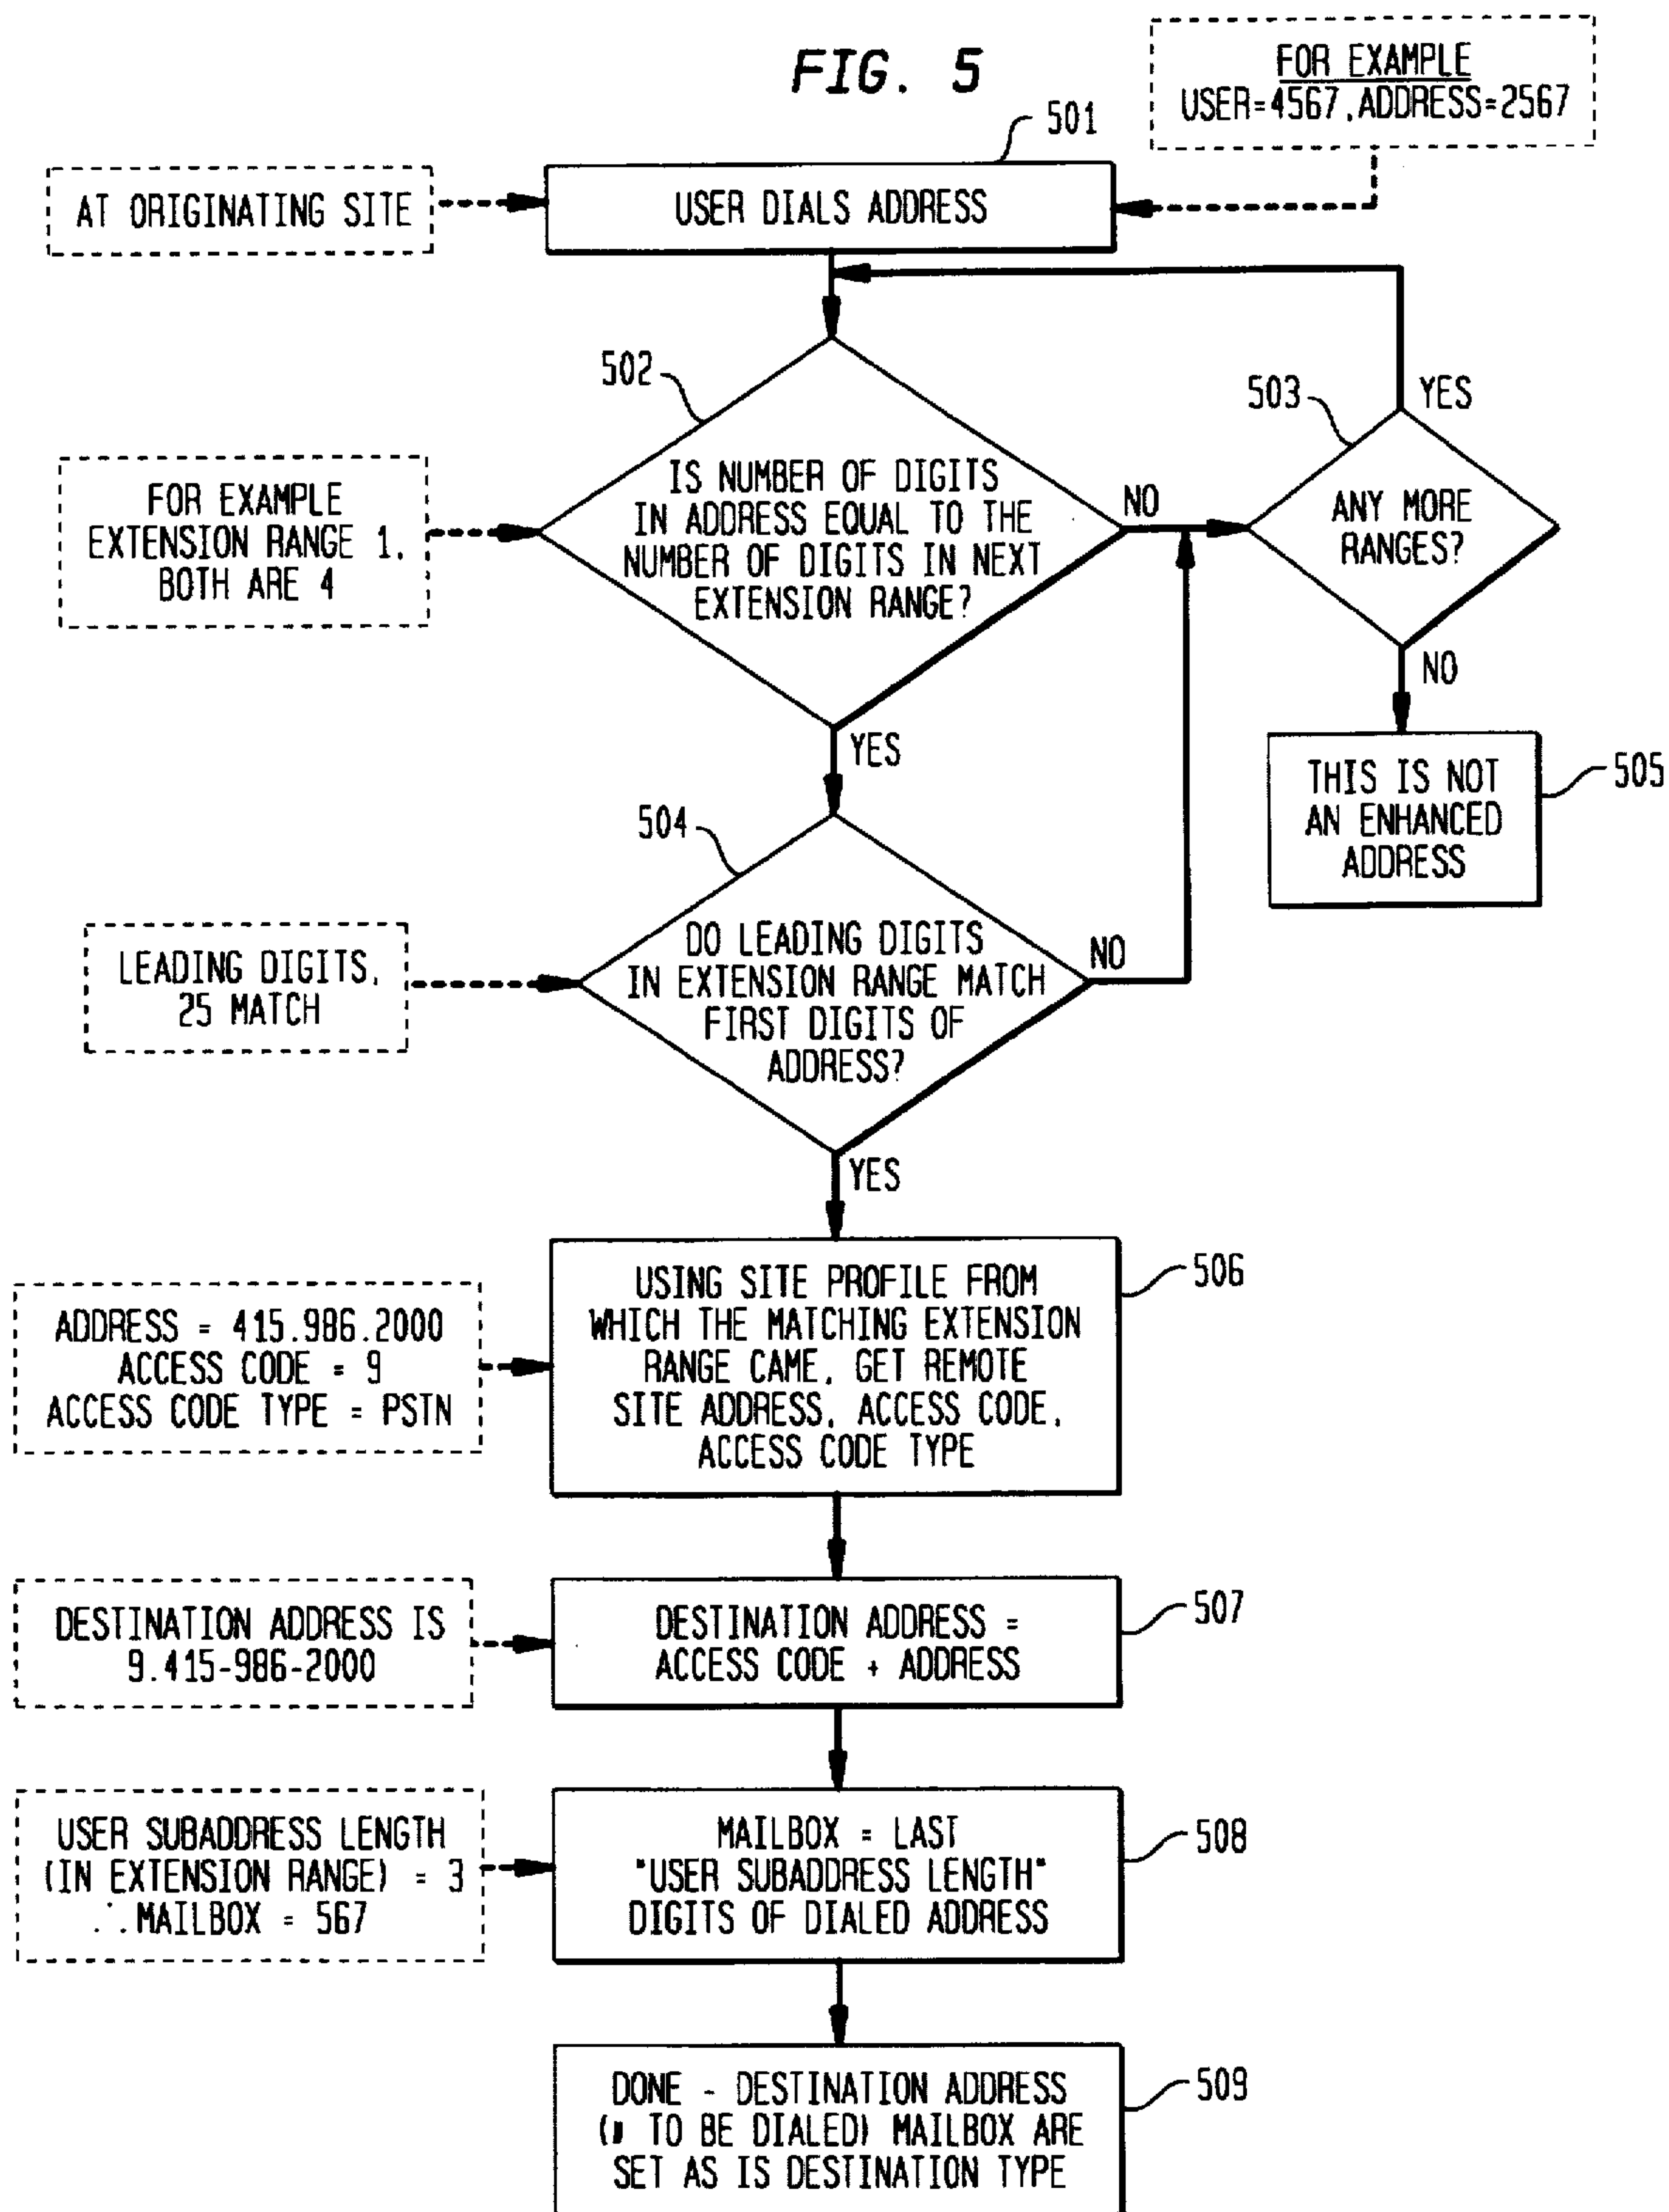 FIG. 5
FOR EXAMPLE
USER=4567,ADDRESS=2567
501
AT ORIGINATING SITE
USER DIALS ADDRESS
502
503
YES
FOR EXAMPLE
EXTENSION RANGE 1,
BOTH ARE 4
IS NUMBER OF DIGITS
IN ADDRESS EQUAL TO THE
NUMBER OF DIGITS IN NEXT
EXTENSION RANGE?
NO
ANY MORE
RANGES?
NO
YES
THIS IS NOT
AN ENHANCED
ADDRESS
505
504
LEADING DIGITS,
25 MATCH
DO LEADING DIGITS
IN EXTENSION RANGE MATCH
FIRST DIGITS OF
ADDRESS?
NO
YES
506
ADDRESS = 415.986.2000
ACCESS CODE = 9
ACCESS CODE TYPE = PSTN
USING SITE PROFILE FROM
WHICH THE MATCHING EXTENSION
RANGE CAME, GET REMOTE
SITE ADDRESS, ACCESS CODE,
ACCESS CODE TYPE
DESTINATION ADDRESS IS
9.415-986-2000
DESTINATION ADDRESS =
ACCESS CODE + ADDRESS
507
USER SUBADDRESS LENGTH
(IN EXTENSION RANGE) = 3
∴MAILBOX = 567
MAILBOX = LAST
"USER SUBADDRESS LENGTH"
DIGITS OF DIALED ADDRESS
508
DONE - DESTINATION ADDRESS
(# TO BE DIALED) MAILBOX ARE
SET AS IS DESTINATION TYPE
509